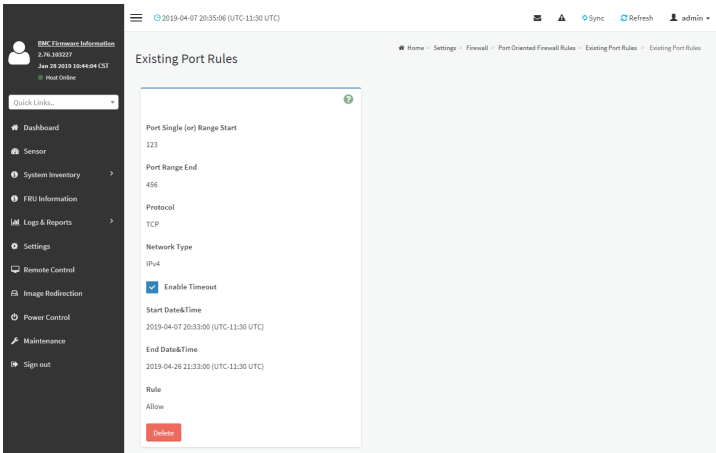 2019-04-07 20:35:06 (UTC-11:30 UTC)
Sync
Refresh
admin
BMC Firmware Information
2.76.103227
Jan 28 2019 10:44:04 CST
Host Online
Quick Links..
Dashboard
Sensor
System Inventory
FRU Information
Logs & Reports
Settings
Remote Control
Image Redirection
Power Control
Maintenance
Sign out
Existing Port Rules
Home > Settings > Firewall > Port Oriented Firewall Rules > Existing Port Rules > Existing Port Rules
Port Single (or) Range Start
123
Port Range End
456
Protocol
TCP
Network Type
IPv4
Enable Timeout
Start Date&Time
2019-04-07 20:33:00 (UTC-11:30 UTC)
End Date&Time
2019-04-26 21:33:00 (UTC-11:30 UTC)
Rule
Allow
Delete